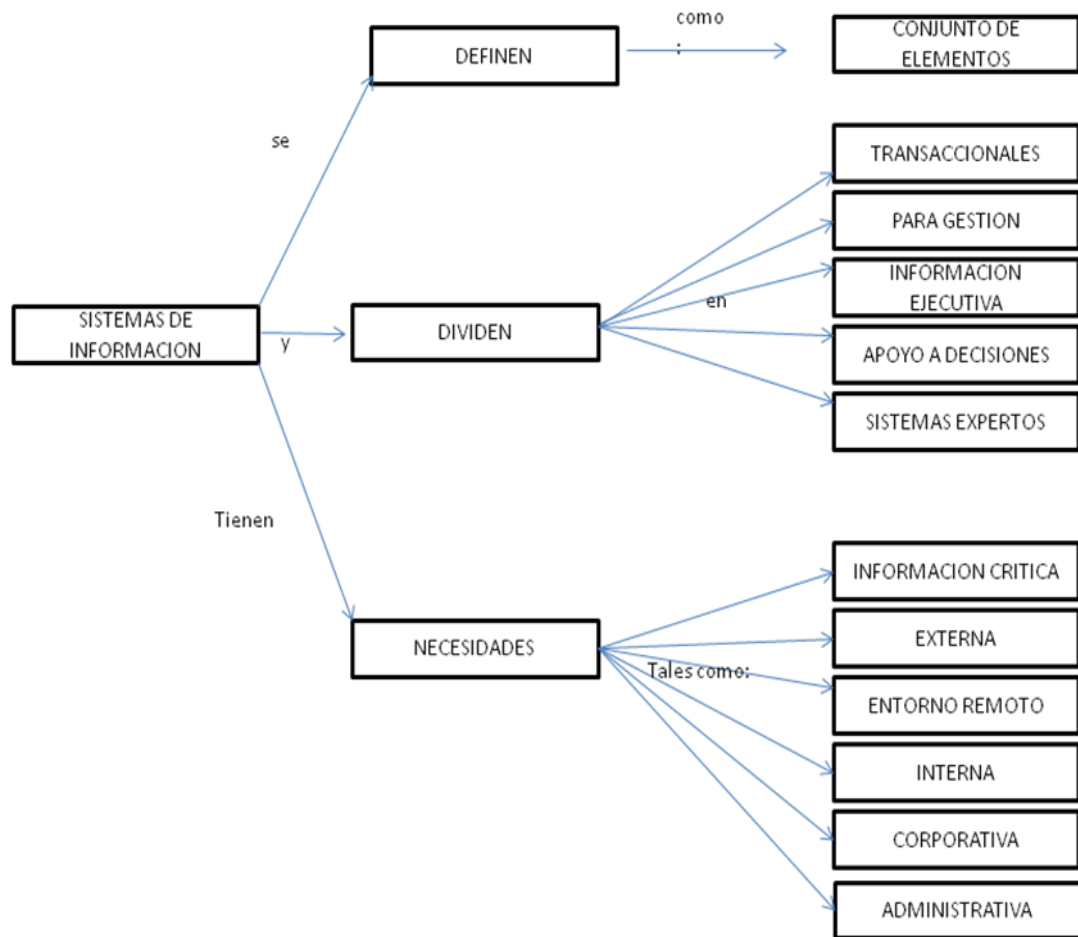 como
:
DEFINEN
CONJUNTO DE
ELEMENTOS
se
TRANSACCIONALES
PARA GESTION
INFORMACION
EJECUTIVA
en
SISTEMAS DE
INFORMACION
y
DIVIDEN
APOYO A DECISIONES
SISTEMAS EXPERTOS
Tienen
INFORMACION CRITICA
NECESIDADES
EXTERNA
Tales como:
ENTORNO REMOTO
INTERNA
CORPORATIVA
ADMINISTRATIVA